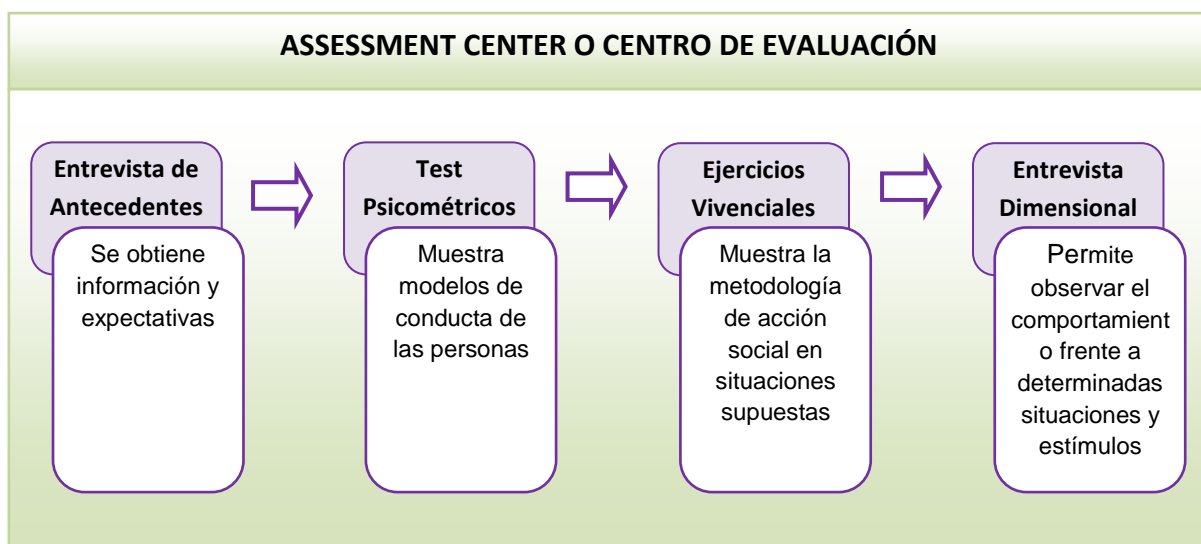 ASSESSMENT CENTER O CENTRO DE EVALUACIÓN
Entrevista de
Antecedentes
Se obtiene
información y
expectativas
Test
Psicométricos
Muestra
modelos de
conducta de
las personas
Ejercicios
Vivenciales
Muestra la
metodología
de acción
social en
situaciones
supuestas
Entrevista
Dimensional
Permite
observar el
comportamient
o frente a
determinadas
situaciones y
estímulos